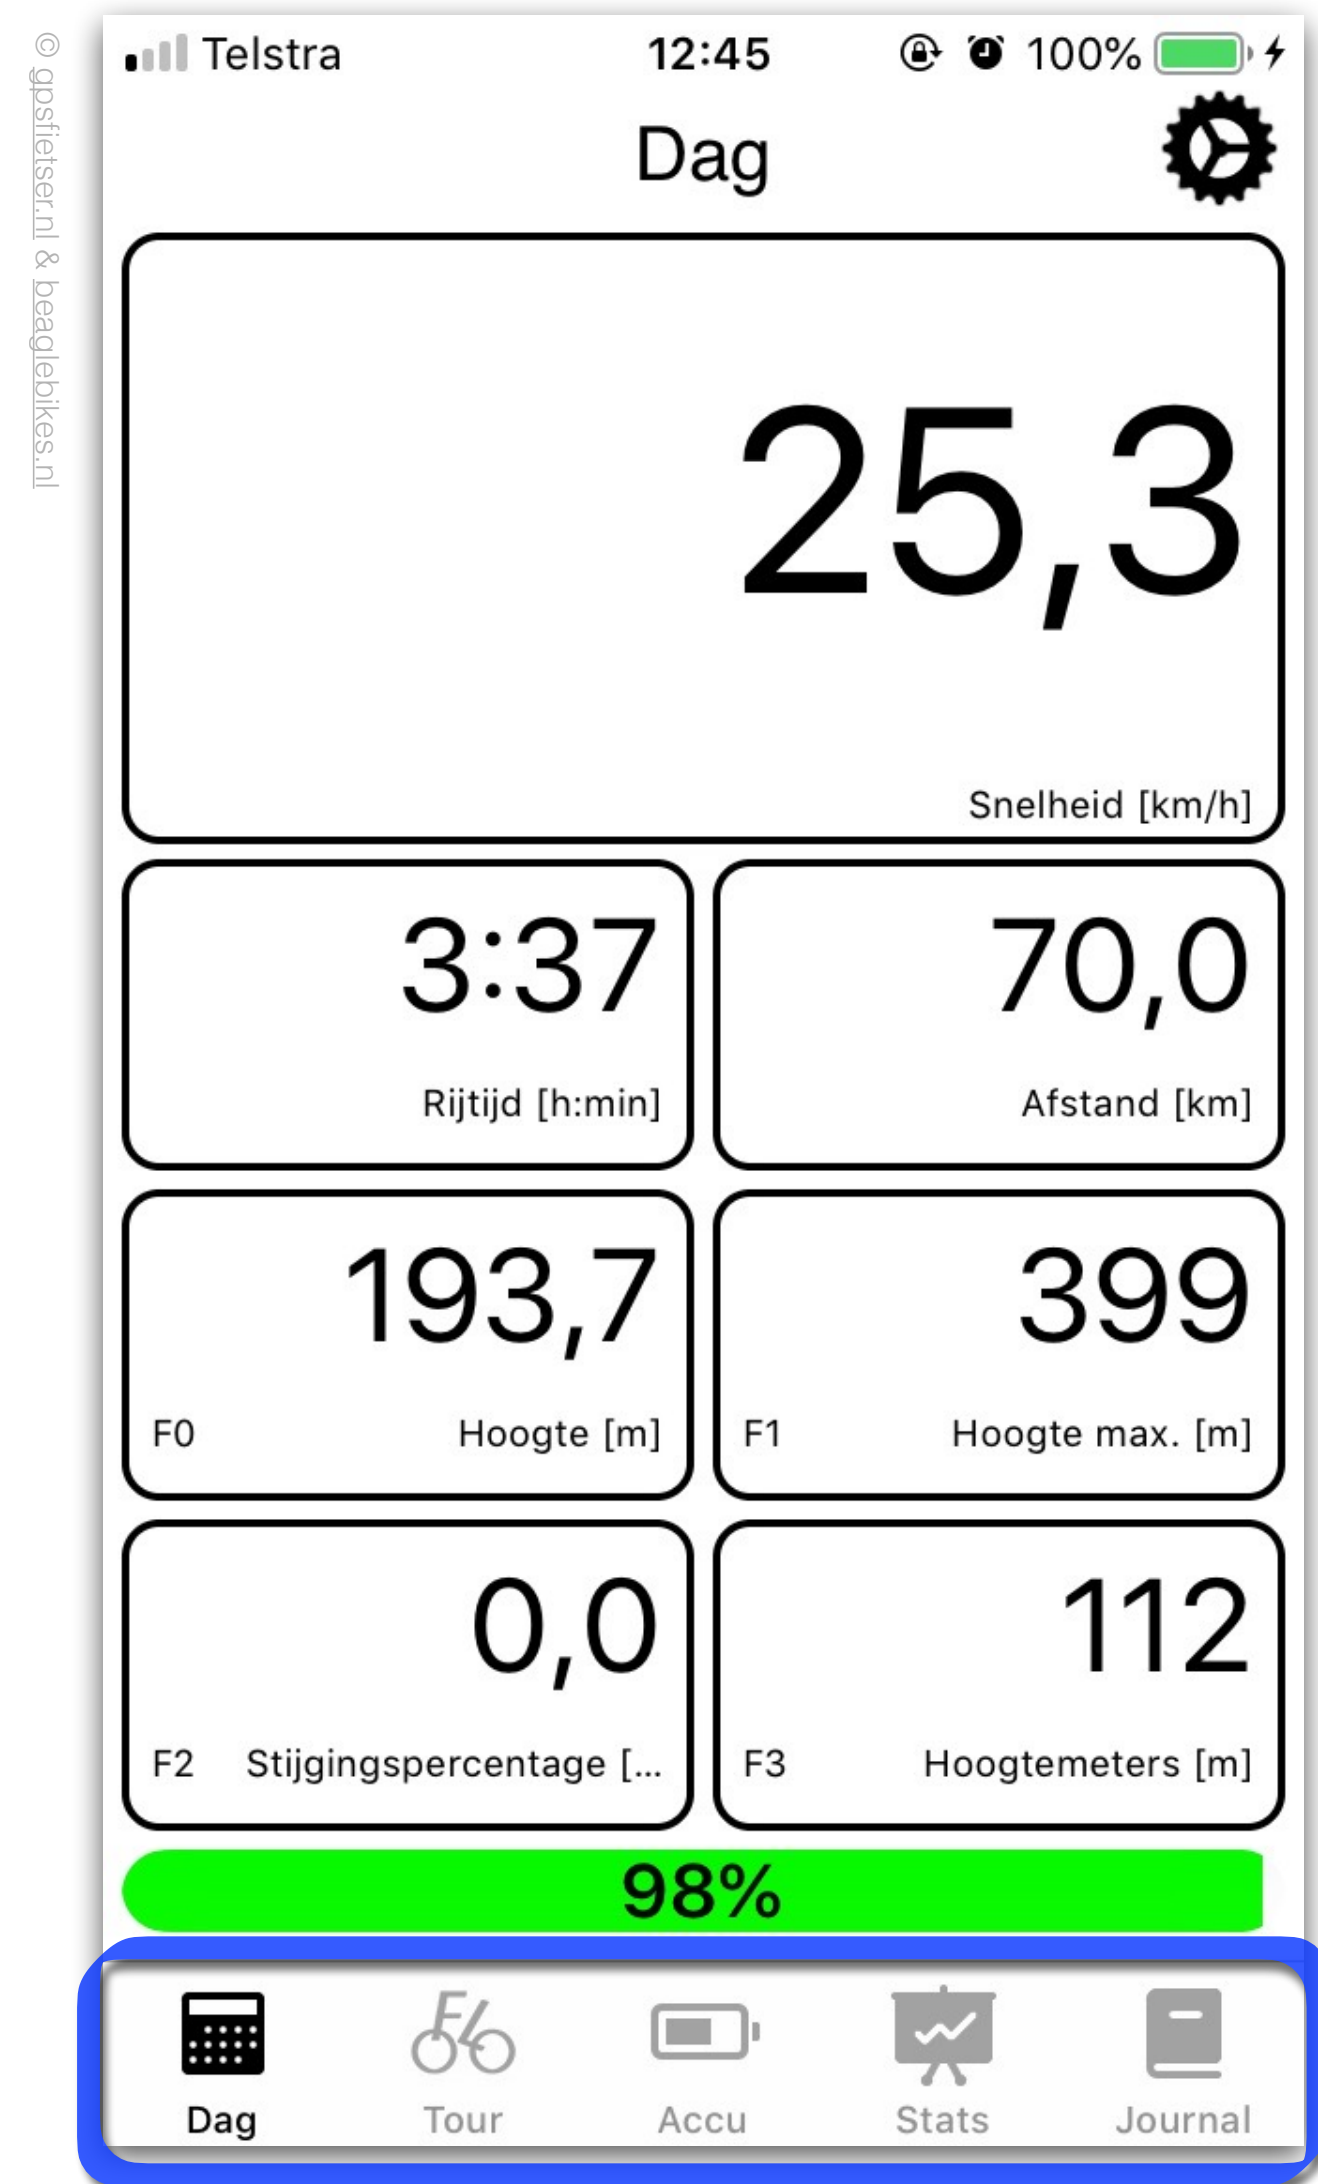 © gpsfietser.nl & beaglebikes.nl
Telstra 12:45 100%
Dag
25,3
Snelheid [km/h]
3:37 70,0
Rijtijd [h:min] Afstand [km]
193,7 399
F0 Hoogte [m] F1 Hoogte max. [m]
0,0 112
F2 Stijgingspercentage [... F3 Hoogtemeters [m]
98%
Dag Tour Accu Stats Journal